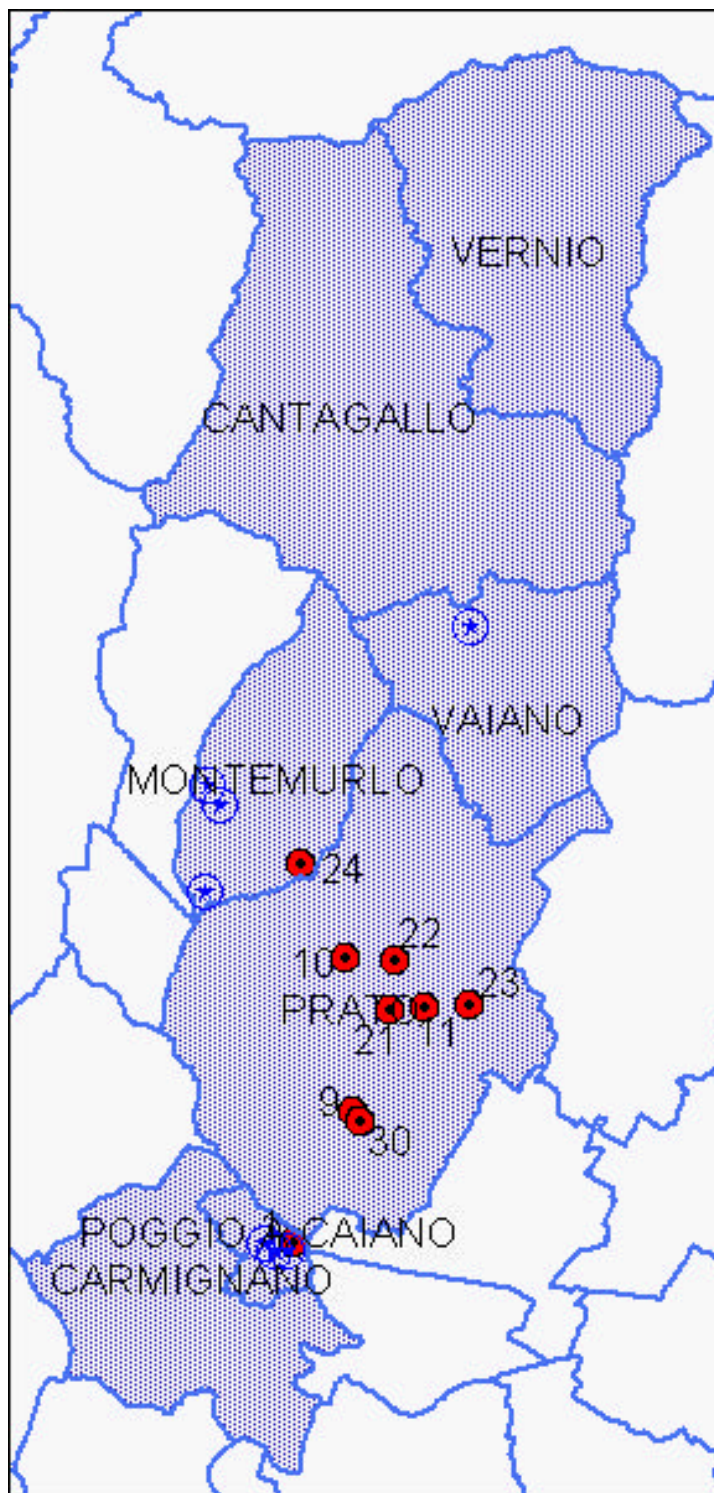 VERNIO
CANTAGALLO
VAIANO
MONTEMURLO
24
22
10
23
PRATO
21
11
9
30
POGGIO A CAIANO
CARMIGNANO